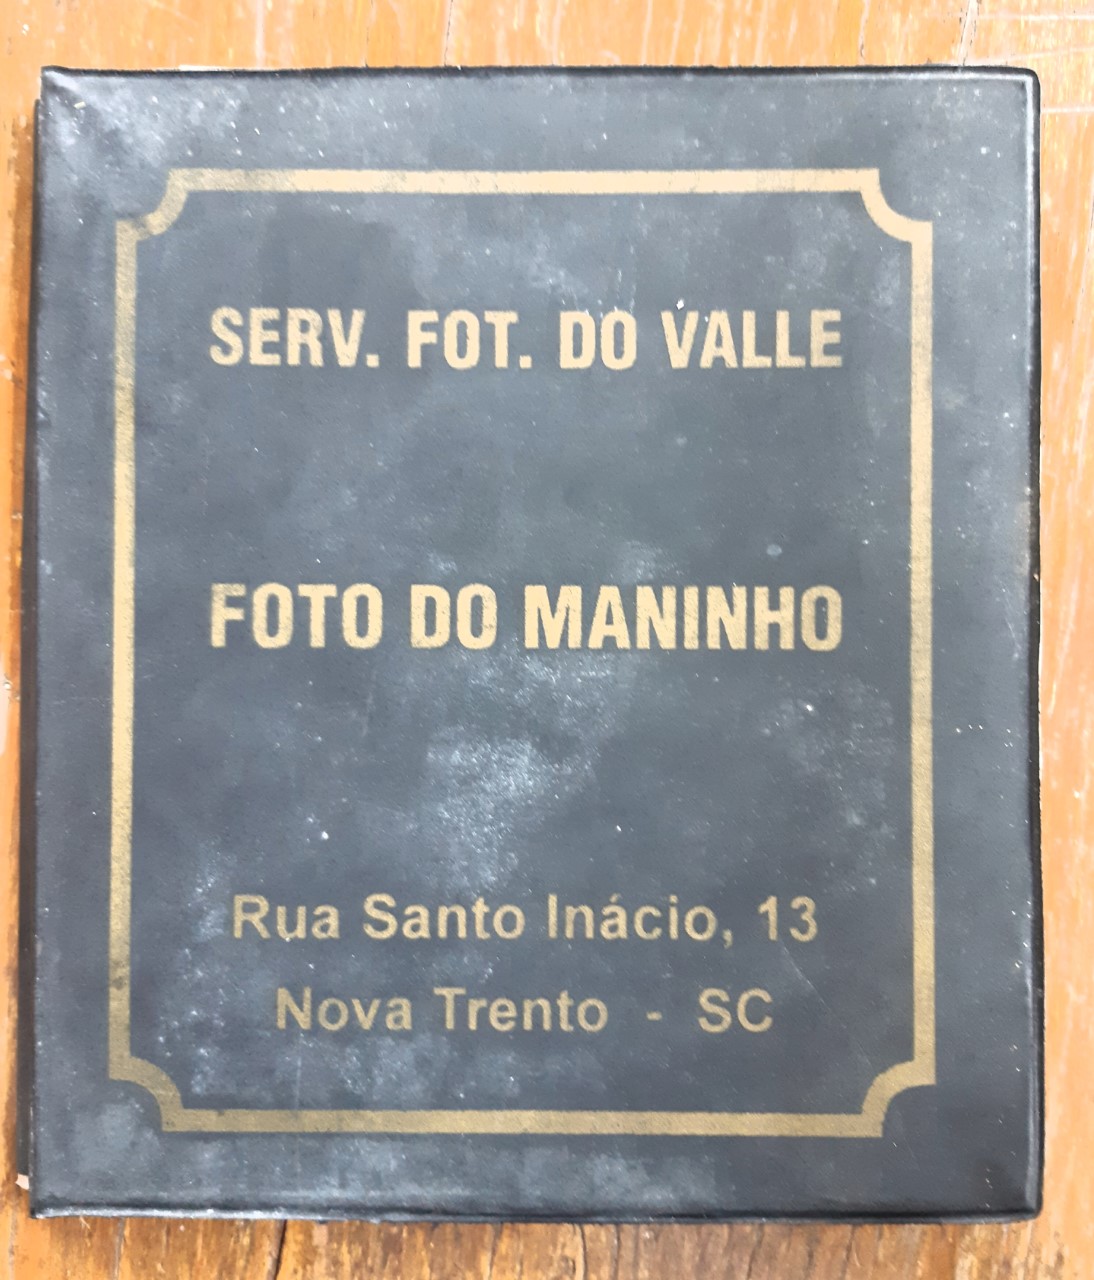 SERV. FOT. DO VALLE
FOTO DO MANINHO
Rua Santo Inácio, 13
Nova Trento - SC